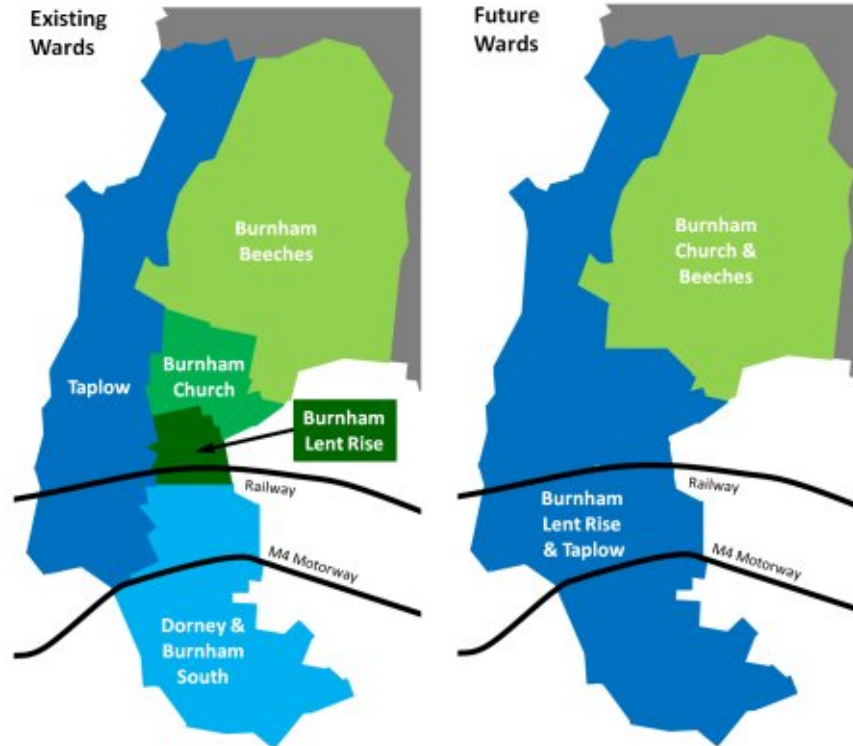 Existing
Wards
Burnham
Beeches
Taplow
Burnham
Church
Burnham
Lent Rise
Railway
M4 Motorway
Dorney &
Burnham
South
Future
Wards
Burnham
Church &
Beeches
Railway
Burnham
Lent Rise
& Taplow
M4 Motorway